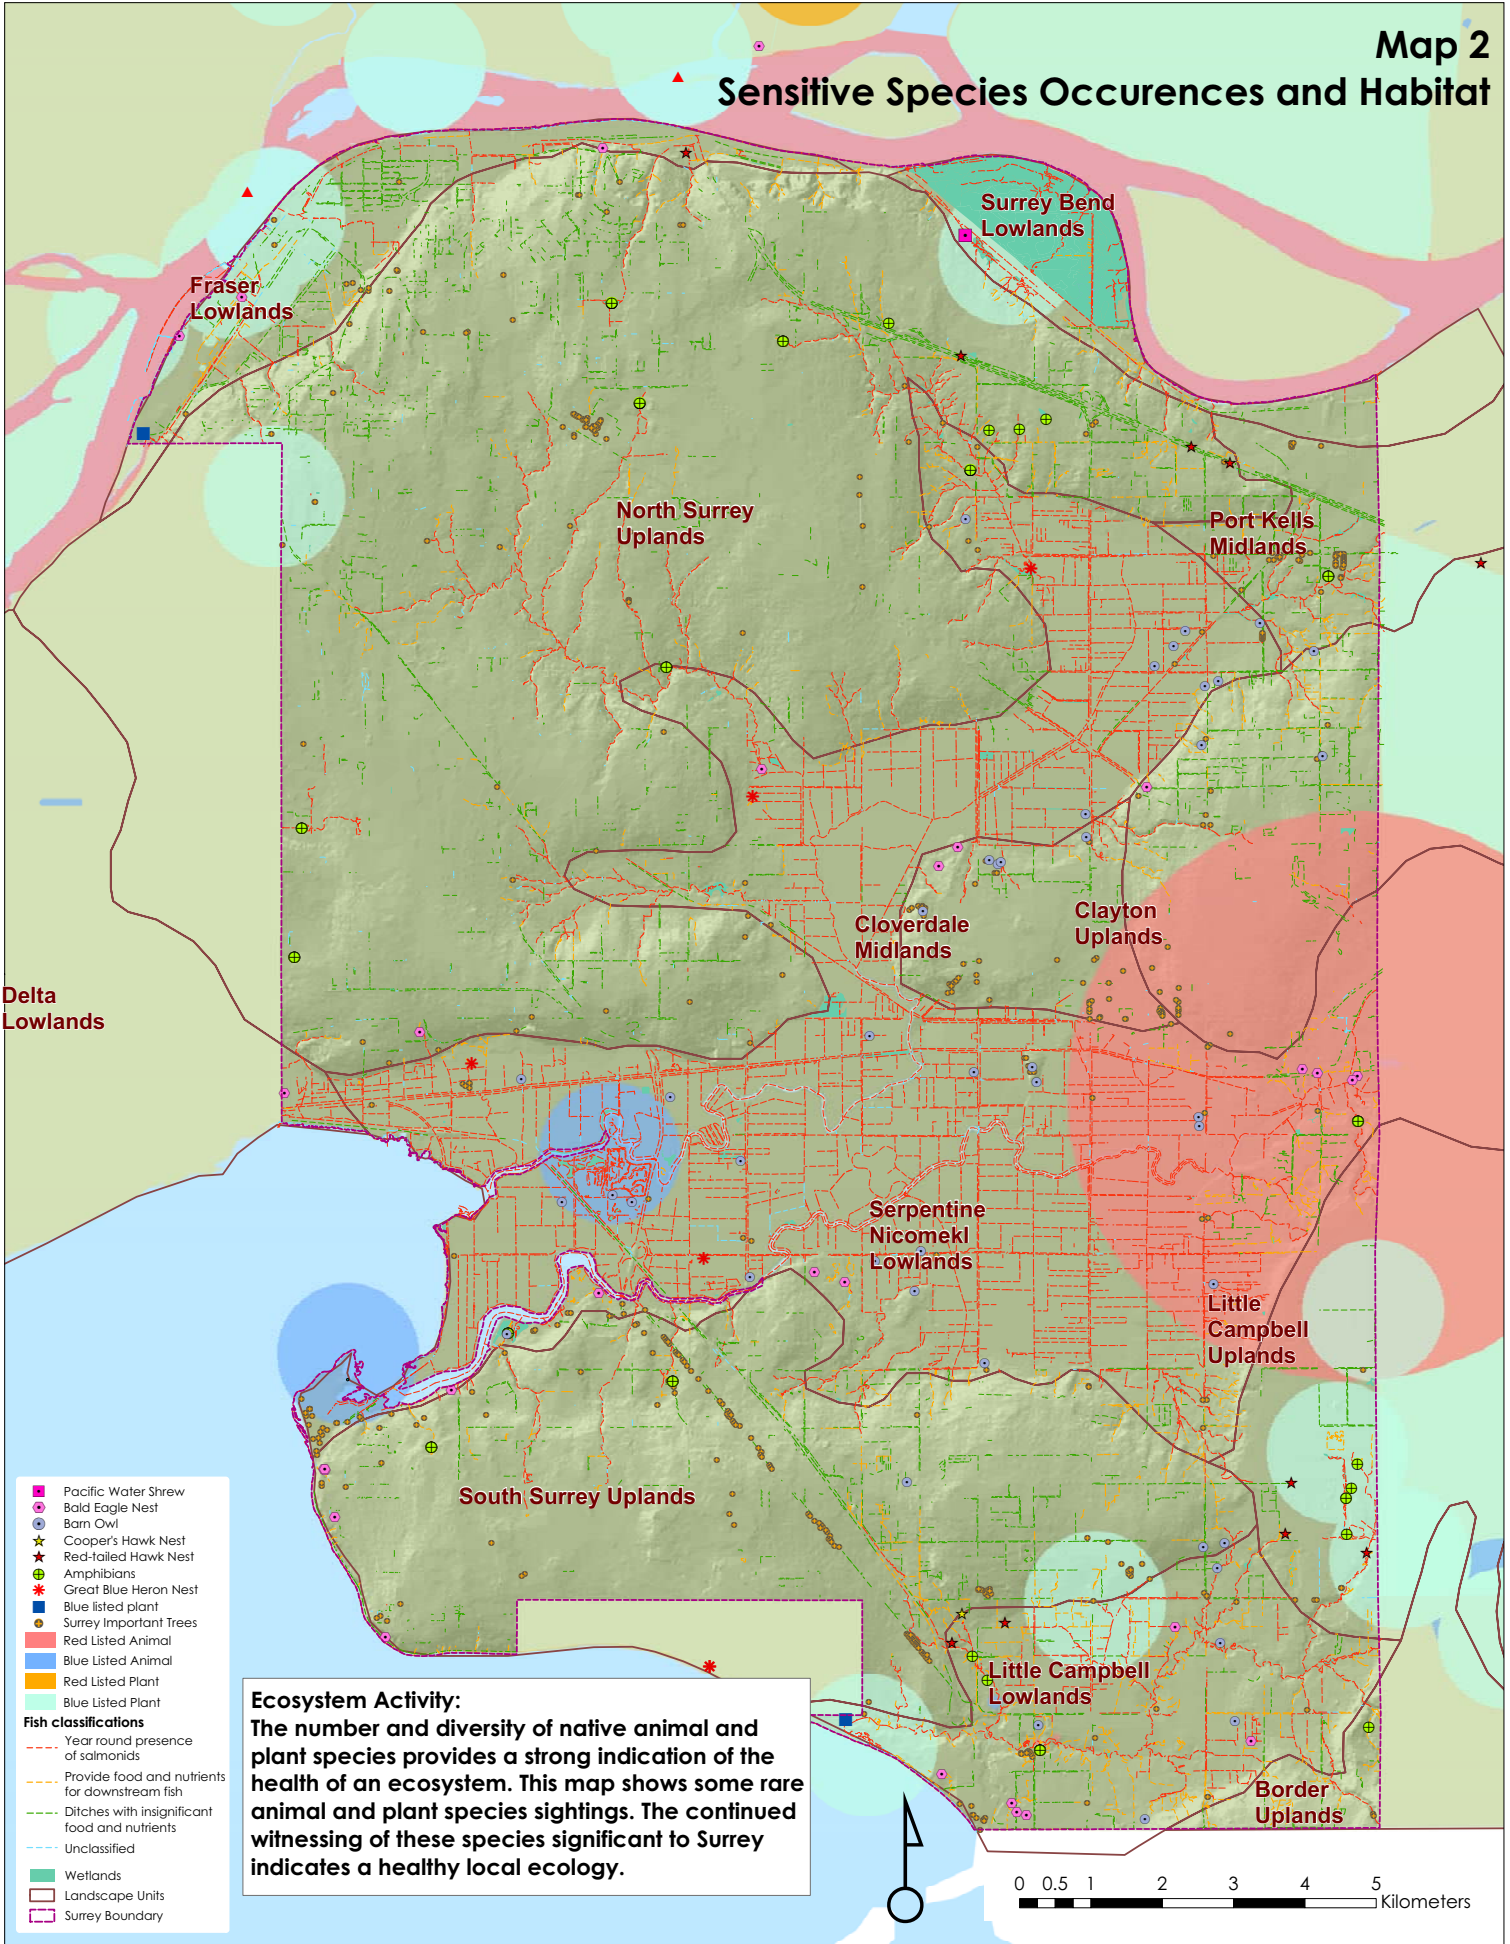 Map 2
Sensitive Species Occurences and Habitat
Surrey Bend
Lowlands
Fraser
Lowlands
North Surrey
Uplands
Port Kells
Midlands
Cloverdale
Midlands
Clayton
Uplands
Delta
Lowlands
Serpentine
Nicomekl
Lowlands
Little
Campbell
Uplands
South Surrey Uplands
Little Campbell
Lowlands
Border
Uplands
Pacific Water Shrew
Bald Eagle Nest
Barn Owl
Cooper's Hawk Nest
Red-tailed Hawk Nest
Amphibians
Great Blue Heron Nest
Blue listed plant
Surrey Important Trees
Red Listed Animal
Blue Listed Animal
Red Listed Plant
Blue Listed Plant
Fish classifications
Year round presence
of salmonids
Provide food and nutrients
for downstream fish
Ditches with insignificant
food and nutrients
Unclassified
Wetlands
Landscape Units
Surrey Boundary
Ecosystem Activity:
The number and diversity of native animal and
plant species provides a strong indication of the
health of an ecosystem. This map shows some rare
animal and plant species sightings. The continued
witnessing of these species significant to Surrey
indicates a healthy local ecology.
0 0.5 1 2 3 4 5
Kilometers